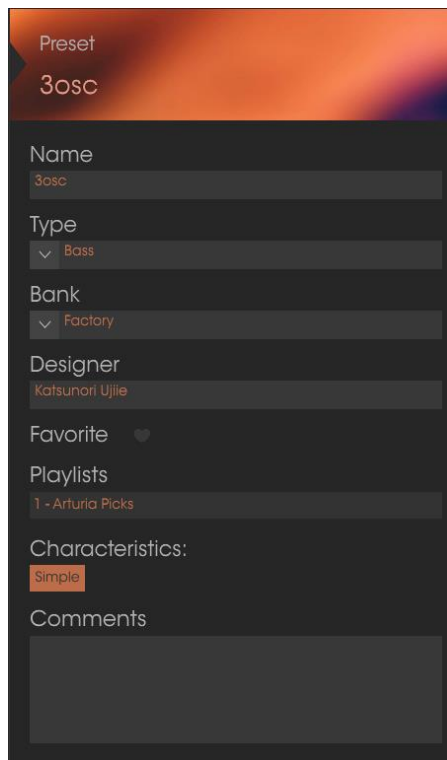 Preset
3osc
Name
3osc
Type
Bass
Bank
Factory
Designer
Katsunori Ujiie
Favorite
Playlists
1 - Arturia Picks
Characteristics:
Simple
Comments